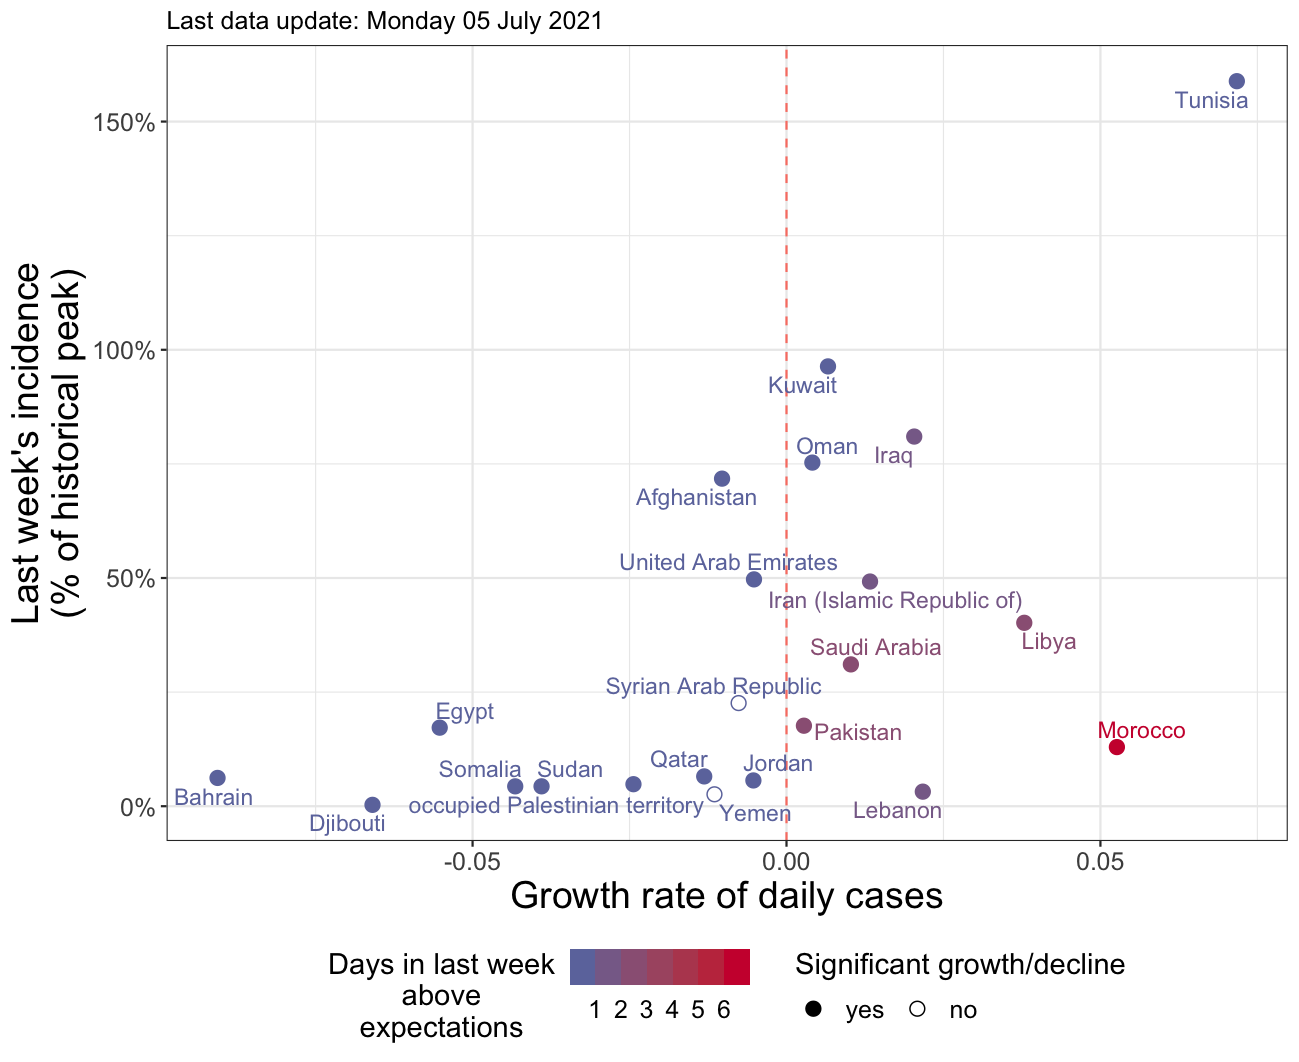 Last data update: Monday 05 July 2021
Last week's incidence
(% of historical peak)
150%
100%
50%
0%
Tunisia
Kuwait
Oman
Iraq
Afghanistan
United Arab Emirates
Iran (Islamic Republic of)
Libya
Saudi Arabia
Syrian Arab Republic
Egypt
Pakistan
Morocco
Qatar
Jordan
Somalia
Sudan
Bahrain
occupied Palestinian territory
Yemen
Lebanon
Djibouti
-0.05
0.00
0.05
Growth rate of daily cases
Days in last week
above
expectations
1 2 3 4 5 6
Significant growth/decline
yes
no